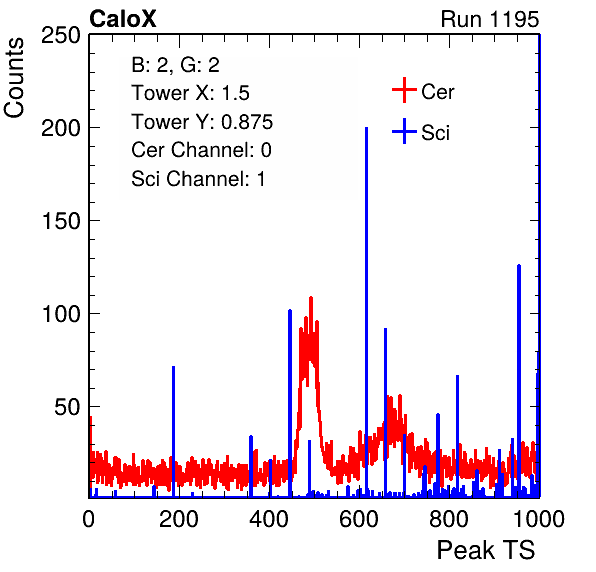 CaloX Run 1195
Counts
250
200
150
100
50
B: 2, G: 2
Tower X: 1.5
Tower Y: 0.875
Cer Channel: 0
Sci Channel: 1
Cer
Sci
0 200 400 600 800 1000
Peak TS